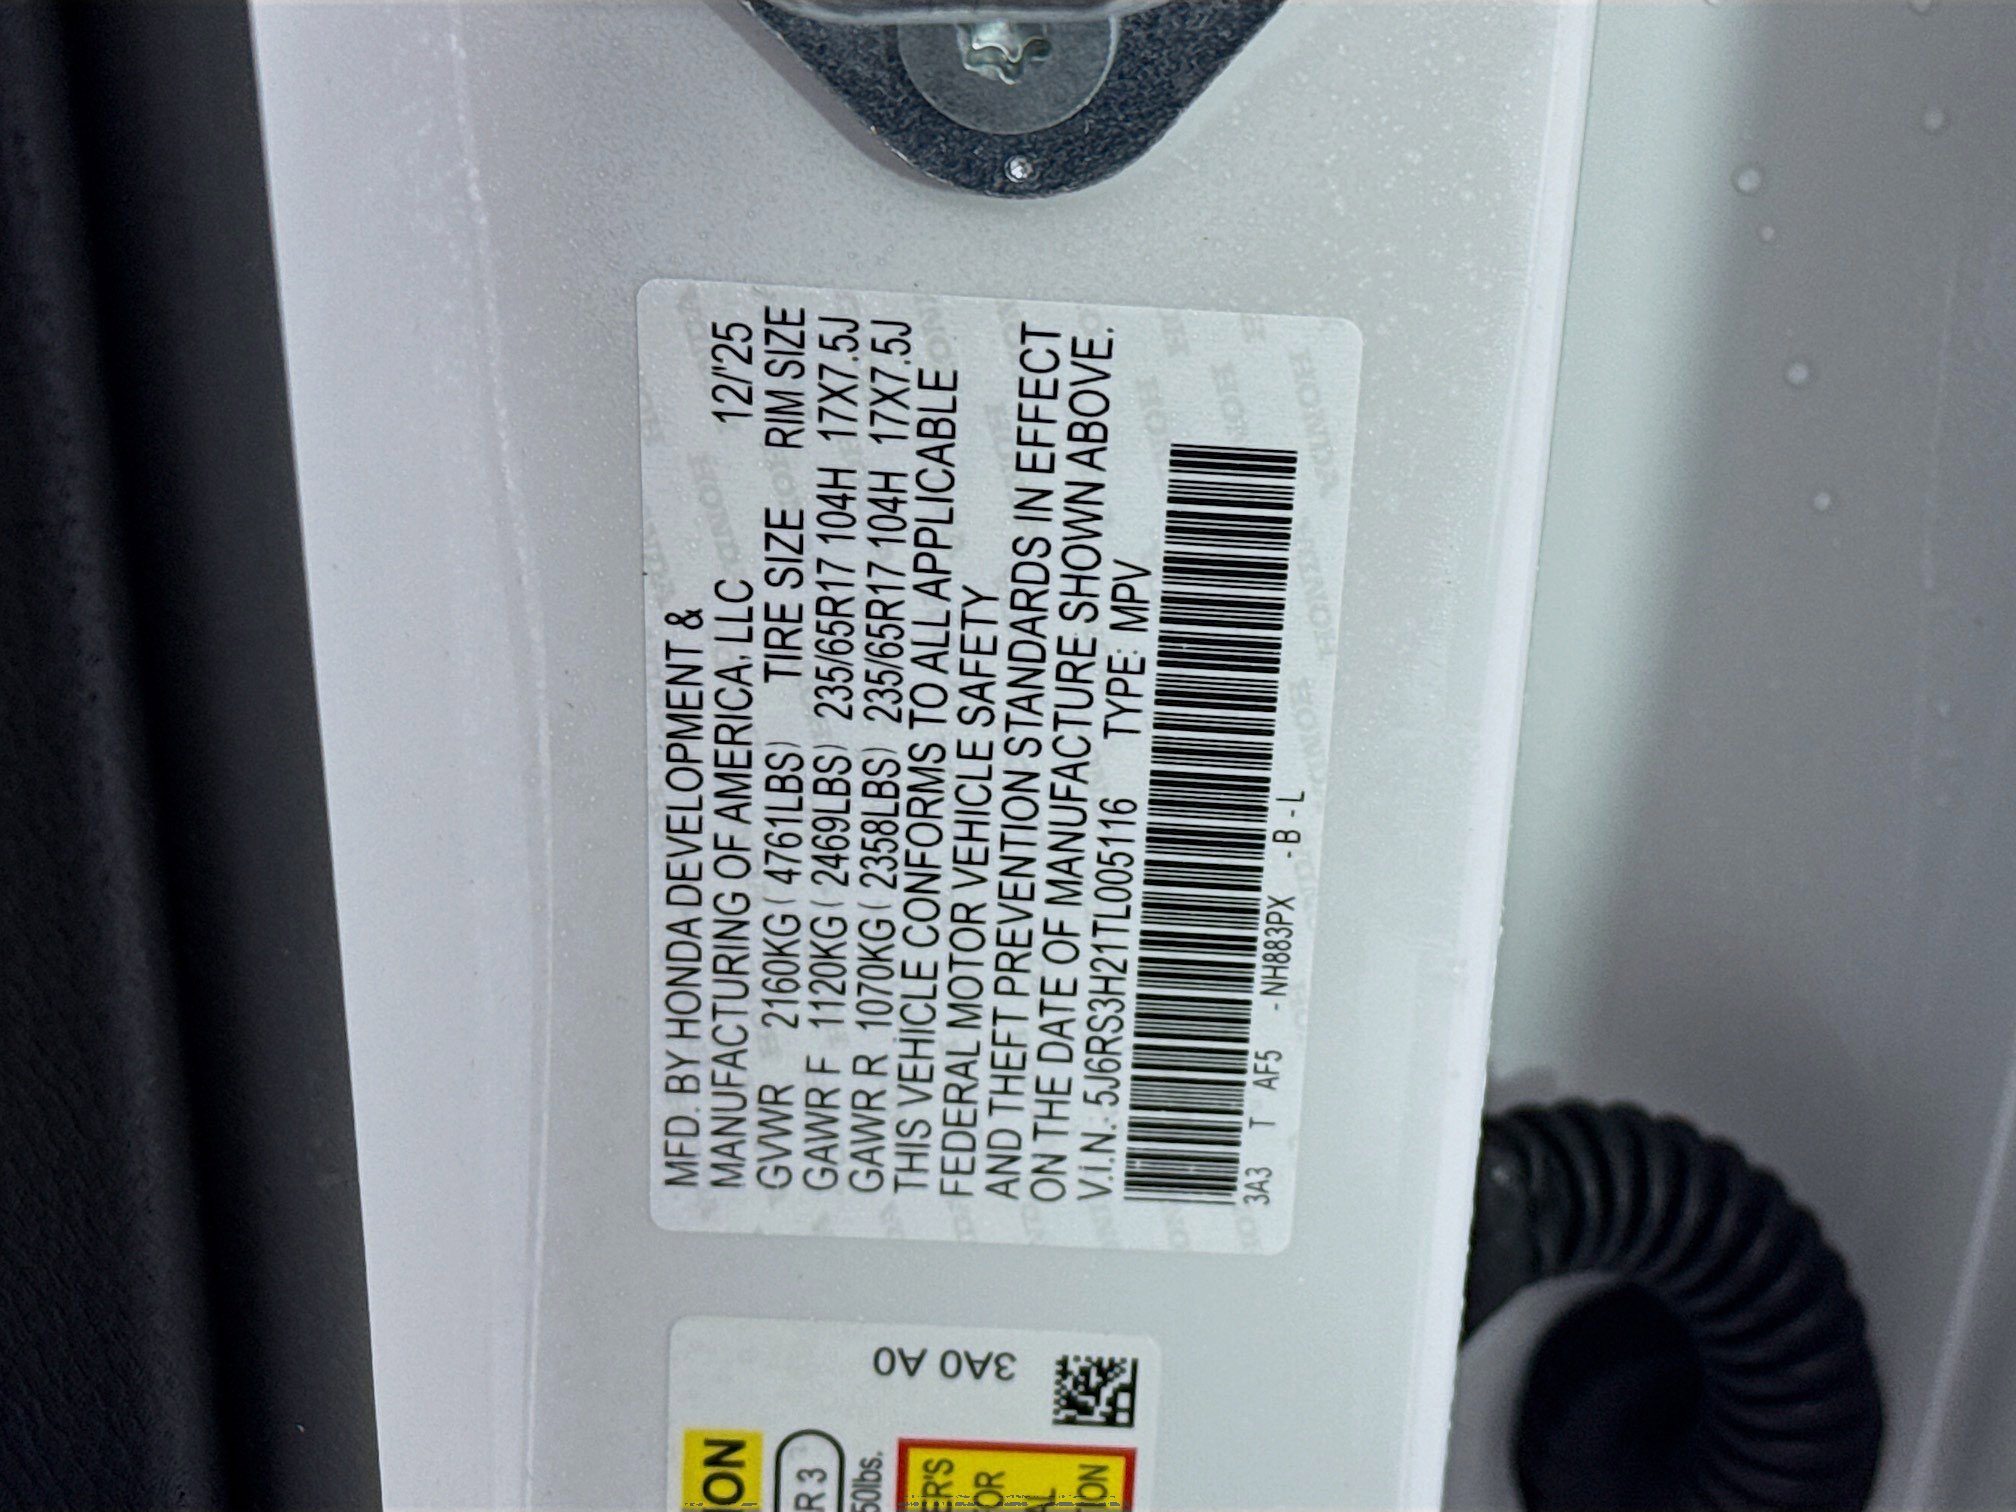 MFD. BY HONDA DEVELOPMENT &
MANUFACTURING OF AMERICA, LLC 12/"25
GVWR 2160KG ( 4761LBS) TIRE SIZE RIM SIZE
GAWR F 1120KG ( 2469LBS) 235/65R17 104H 17X7.5J
GAWR R 1070KG ( 2358LBS) 235/65R17 104H 17X7.5J
THIS VEHICLE CONFORMS TO ALL APPLICABLE
FEDERAL MOTOR VEHICLE SAFETY
AND THEFT PREVENTION STANDARDS IN EFFECT
ON THE DATE OF MANUFACTURE SHOWN ABOVE.
V.I.N.: 5J6RS3H21TL005116 TYPE: MPV
3A3 T AF5 - NH883PX - B - L
3A0 A0
R 3
50lbs.